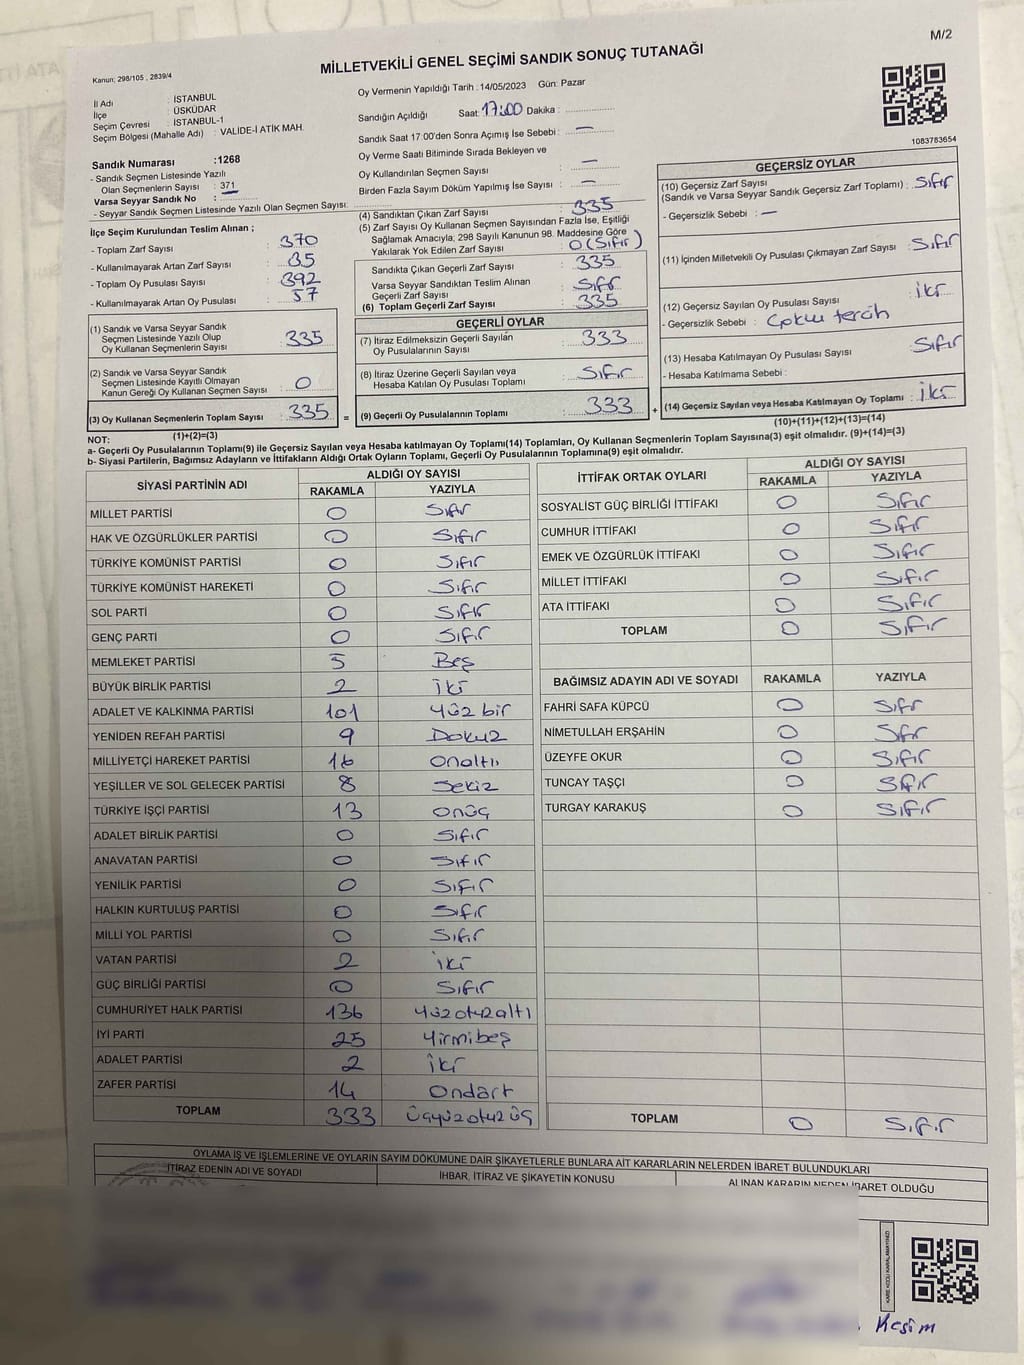 M/2
MİLLETVEKİLİ GENEL SEÇİMİ SANDIK SONUÇ TUTANAĞI
Kanun; 298/105 , 2839/4
İl Adı : İSTANBUL
İlçe : ÜSKÜDAR
Seçim Çevresi : İSTANBUL-1
Seçim Bölgesi (Mahalle Adı) : VALİDE-İ ATİK MAH.
Sandık Numarası :1268
- Sandık Seçmen Listesinde Yazılı
Olan Seçmenlerin Sayısı : 371
Varsa Seyyar Sandık No :
- Seyyar Sandık Seçmen Listesinde Yazılı Olan Seçmen Sayısı:
Oy Vermenin Yapıldığı Tarih :14/05/2023 Gün: Pazar
Sandığın Açıldığı Saat 17:00 Dakika :
Sandık Saat 17.00'den Sonra Açımış İse Sebebi : —
Oy Verme Saati Bitiminde Sırada Bekleyen ve
Oy Kullandırılan Seçmen Sayısı : —
Birden Fazla Sayım Döküm Yapılmış İse Sayısı : —
1083783654
İlçe Seçim Kurulundan Teslim Alınan ;
- Toplam Zarf Sayısı : 370
- Kullanılmayarak Artan Zarf Sayısı : 35
- Toplam Oy Pusulası Sayısı : 392
- Kullanılmayarak Artan Oy Pusulası : 57
(1) Sandık ve Varsa Seyyar Sandık
Seçmen Listesinde Yazılı Olup
Oy Kullanan Seçmenlerin Sayısı : 335
(2) Sandık ve Varsa Seyyar Sandık
Seçmen Listesinde Kayıtlı Olmayan
Kanun Gereği Oy Kullanan Seçmen Sayısı : 0
(3) Oy Kullanan Seçmenlerin Toplam Sayısı : 335 =
(1)+(2)=(3)
(4) Sandıktan Çıkan Zarf Sayısı : 335
(5) Zarf Sayısı Oy Kullanan Seçmen Sayısından Fazla İse, Eşitliği
Sağlamak Amacıyla; 298 Sayılı Kanunun 98. Maddesine Göre
Yakılarak Yok Edilen Zarf Sayısı : 0 (Sıfır)
Sandıkta Çıkan Geçerli Zarf Sayısı : 335
Varsa Seyyar Sandıktan Teslim Alınan
Geçerli Zarf Sayısı : Sıfır
(6) Toplam Geçerli Zarf Sayısı : 335
GEÇERLİ OYLAR
(7) İtiraz Edilmeksizin Geçerli Sayılan
Oy Pusulalarının Sayısı : 333
(8) İtiraz Üzerine Geçerli Sayılan veya
Hesaba Katılan Oy Pusulası Toplamı : Sıfır
(9) Geçerli Oy Pusulalarının Toplamı : 333 +
GEÇERSİZ OYLAR
(10) Geçersiz Zarf Sayısı
(Sandık ve Varsa Seyyar Sandık Geçersiz Zarf Toplamı) : Sıfır
- Geçersizlik Sebebi : —
(11) İçinden Milletvekili Oy Pusulası Çıkmayan Zarf Sayısı : Sıfır
(12) Geçersiz Sayılan Oy Pusulası Sayısı : iki
- Geçersizlik Sebebi : Çoklu tercih
(13) Hesaba Katılmayan Oy Pusulası Sayısı : Sıfır
- Hesaba Katılmama Sebebi :
(14) Geçersiz Sayılan veya Hesaba Katılmayan Oy Toplamı : iki
(10)+(11)+(12)+(13)=(14)
NOT:
a- Geçerli Oy Pusulaları Toplamı(9) ile Geçersiz Sayılan veya Hesaba katılmayan Oy Toplamı(14) Toplamları, Oy Kullanan Seçmenlerin Toplam Sayısına(3) eşit olmalıdır. (9)+(14)=(3)
b- Siyasi Partilerin, Bağımsız Adayların ve İttifakların Aldığı Ortak Oyların Toplamı, Geçerli Oy Pusulalarının Toplamına(9) eşit olmalıdır.
SİYASİ PARTİNİN ADI ALDIĞI OY SAYISI
RAKAMLA YAZIYLA
MİLLET PARTİSİ 0 Sıfır
HAK VE ÖZGÜRLÜKLER PARTİSİ 0 Sıfır
TÜRKİYE KOMÜNİST PARTİSİ 0 Sıfır
TÜRKİYE KOMÜNİST HAREKETİ 0 Sıfır
SOL PARTİ 0 Sıfır
GENÇ PARTİ 0 Sıfır
MEMLEKET PARTİSİ 5 Beş
BÜYÜK BİRLİK PARTİSİ 2 iki
ADALET VE KALKINMA PARTİSİ 101 yüz bir
YENİDEN REFAH PARTİSİ 9 Dokuz
MİLLİYETÇİ HAREKET PARTİSİ 16 onaltı
YEŞİLLER VE SOL GELECEK PARTİSİ 8 sekiz
TÜRKİYE İŞÇİ PARTİSİ 13 onüç
ADALET BİRLİK PARTİSİ 0 Sıfır
ANAVATAN PARTİSİ 0 Sıfır
YENİLİK PARTİSİ 0 Sıfır
HALKIN KURTULUŞ PARTİSİ 0 Sıfır
MİLLİ YOL PARTİSİ 0 Sıfır
VATAN PARTİSİ 2 iki
GÜÇ BİRLİĞİ PARTİSİ 0 Sıfır
CUMHURİYET HALK PARTİSİ 136 yüzotuzaltı
İYİ PARTİ 25 yirmibeş
ADALET PARTİSİ 2 iki
ZAFER PARTİSİ 14 Ondört
TOPLAM 333 üçyüzotuzüç
İTTİFAK ORTAK OYLARI ALDIĞI OY SAYISI
RAKAMLA YAZIYLA
SOSYALİST GÜÇ BİRLİĞİ İTTİFAKI 0 Sıfır
CUMHUR İTTİFAKI 0 Sıfır
EMEK VE ÖZGÜRLÜK İTTİFAKI 0 Sıfır
MİLLET İTTİFAKI 0 Sıfır
ATA İTTİFAKI 0 Sıfır
TOPLAM 0 Sıfır
BAĞIMSIZ ADAYIN ADI VE SOYADI RAKAMLA YAZIYLA
FAHRİ SAFA KÜPCÜ 0 Sıfır
NİMETULLAH ERŞAHİN 0 Sıfır
ÜZEYFE OKUR 0 Sıfır
TUNCAY TAŞÇI 0 Sıfır
TURGAY KARAKUŞ 0 Sıfır
TOPLAM 0 Sıfır
OYLAMA İŞ VE İŞLEMLERİNE VE OYLARIN SAYIM DÖKÜMÜNE DAİR ŞİKAYETLERLE BUNLARA AİT KARARLARIN NELERDEN İBARET BULUNDUKLARI
İTİRAZ EDENİN ADI VE SOYADI İHBAR, İTİRAZ VE ŞİKAYETİN KONUSU ALINAN KARARIN NEDEN İBARET OLDUĞU
KARE KODU KARALAMAYINIZ!
Kesim